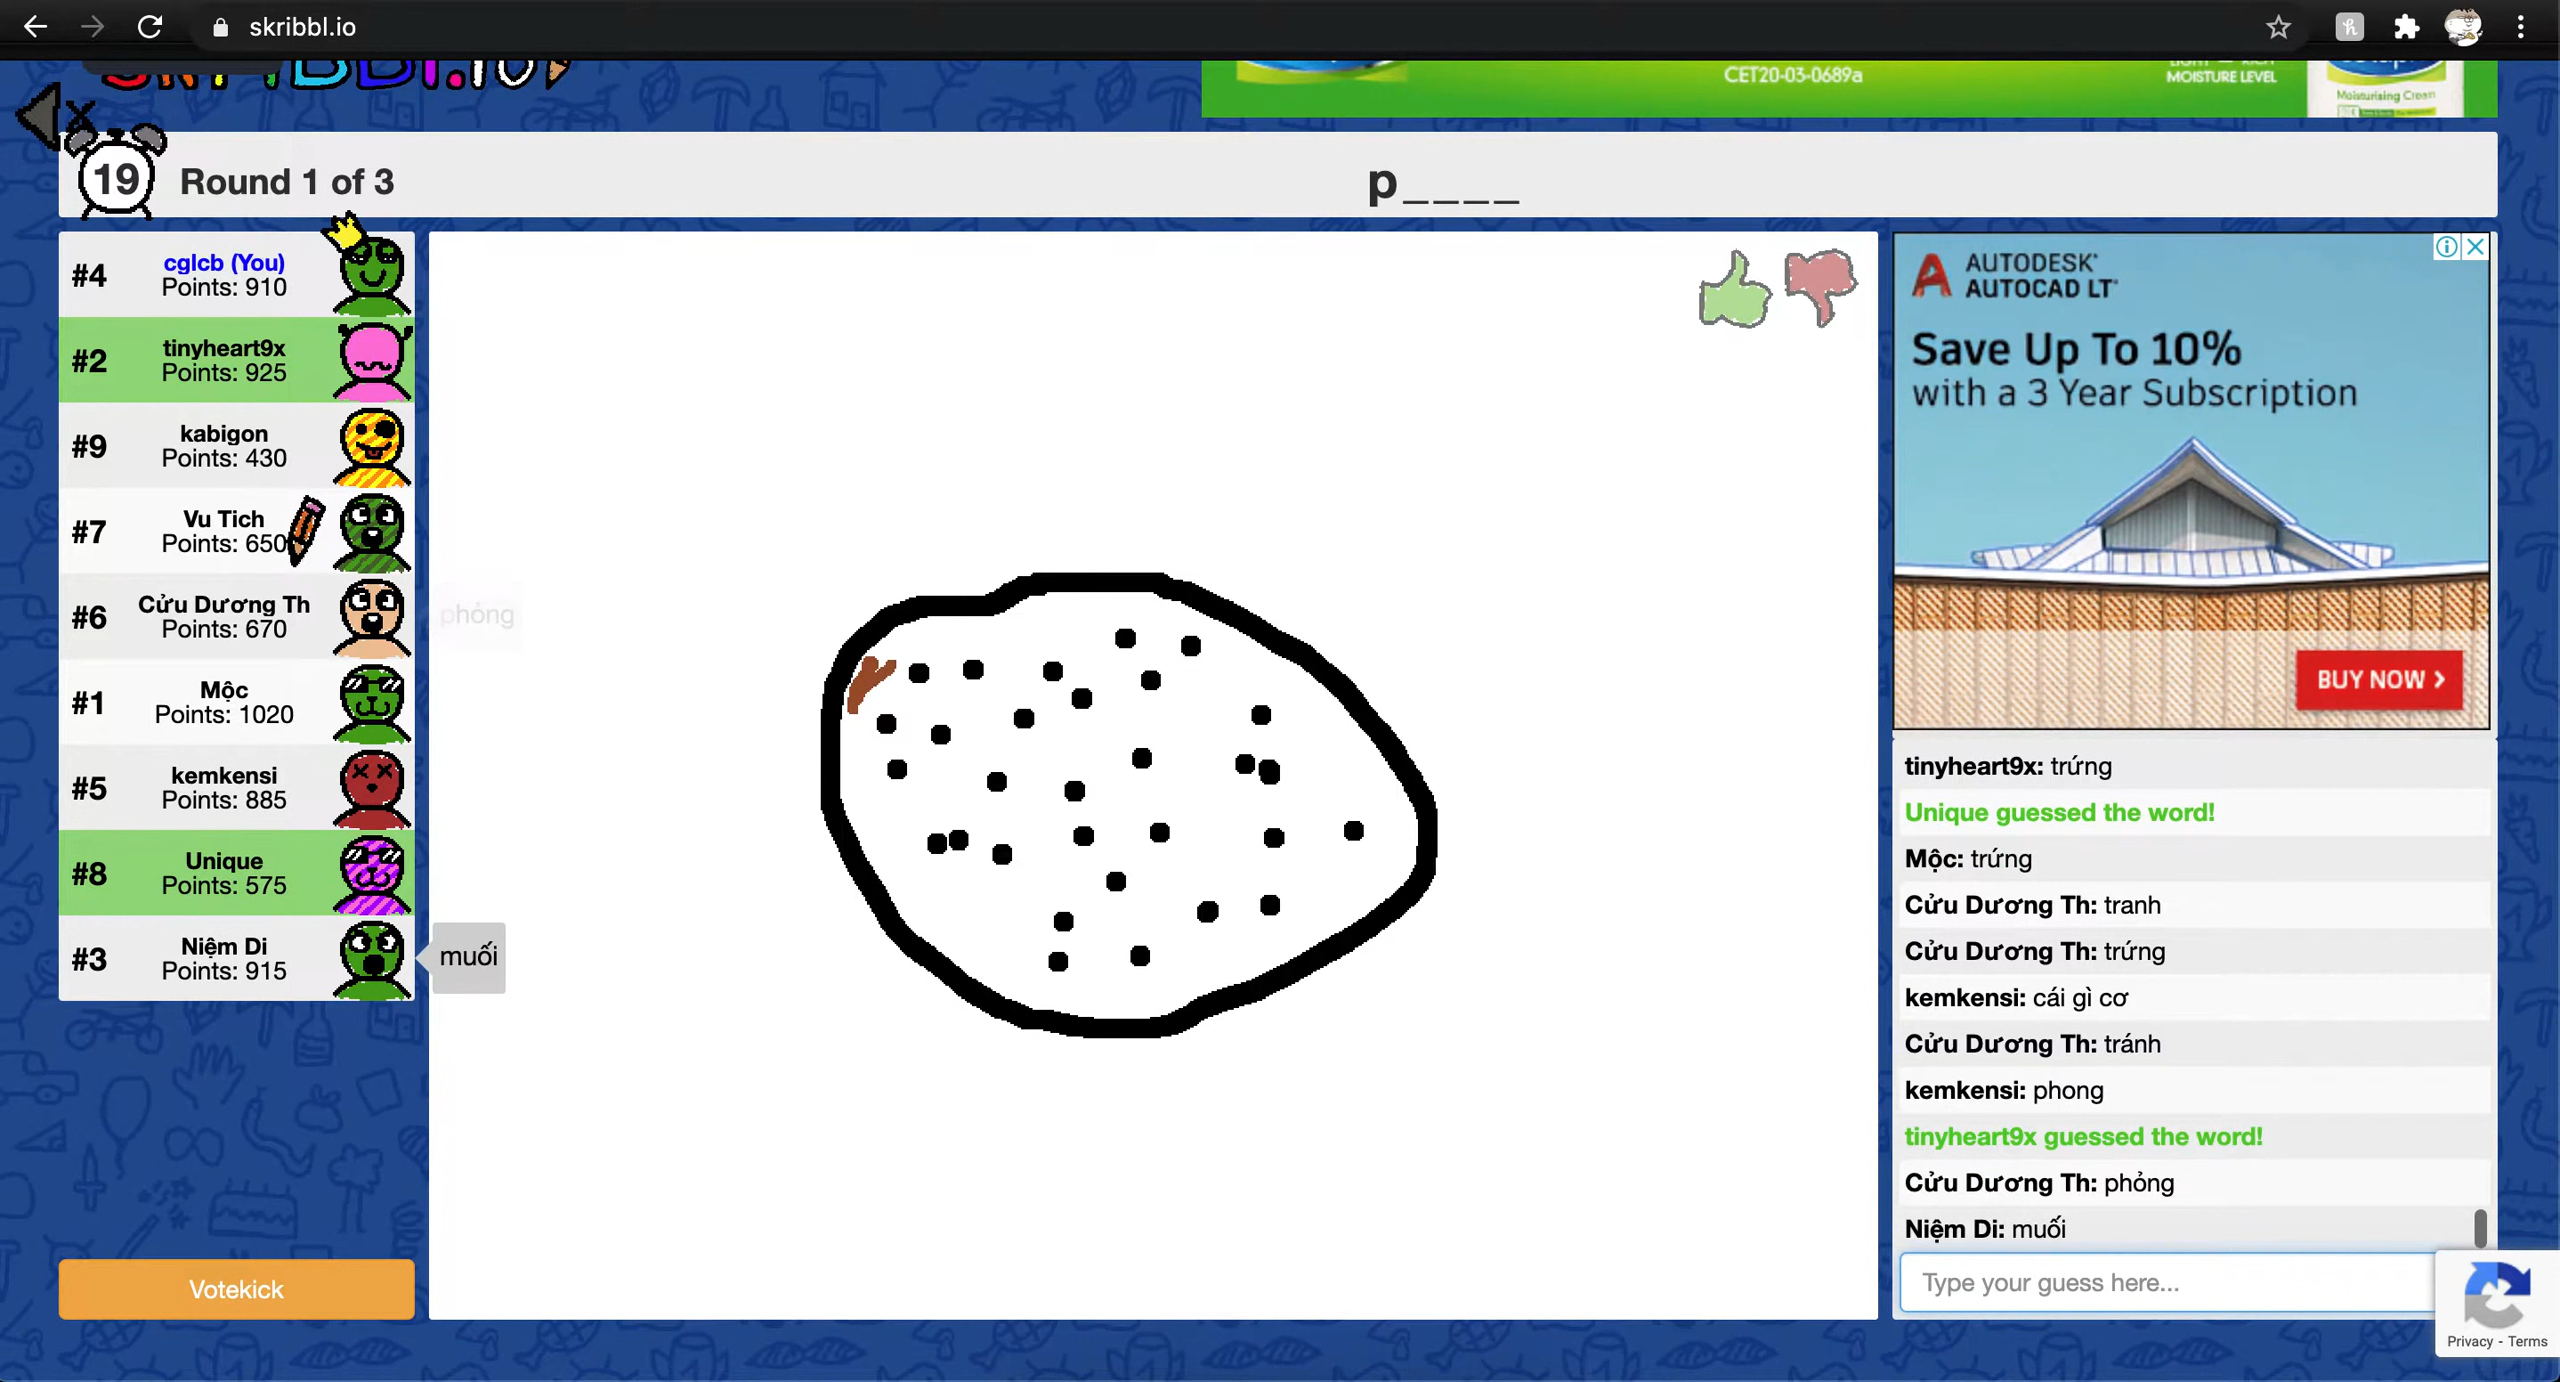 skribbl.io
skribbl.io
CET20-03-0689a
MOISTURE LEVEL
Moisturising Cream
19
Round 1 of 3
p____
#4
cglcb (You)
Points: 910
#2
tinyheart9x
Points: 925
#9
kabigon
Points: 430
#7
Vu Tich
Points: 650
#6
Cửu Dương Th
Points: 670
phỏng
#1
Mộc
Points: 1020
#5
kemkensi
Points: 885
#8
Unique
Points: 575
#3
Niệm Di
Points: 915
muối
Votekick
AUTODESK®
AUTOCAD LT®
Save Up To 10%
with a 3 Year Subscription
BUY NOW >
tinyheart9x: trứng
Unique guessed the word!
Mộc: trứng
Cửu Dương Th: tranh
Cửu Dương Th: trứng
kemkensi: cái gì cơ
Cửu Dương Th: tránh
kemkensi: phong
tinyheart9x guessed the word!
Cửu Dương Th: phỏng
Niệm Di: muối
Type your guess here...
Privacy - Terms